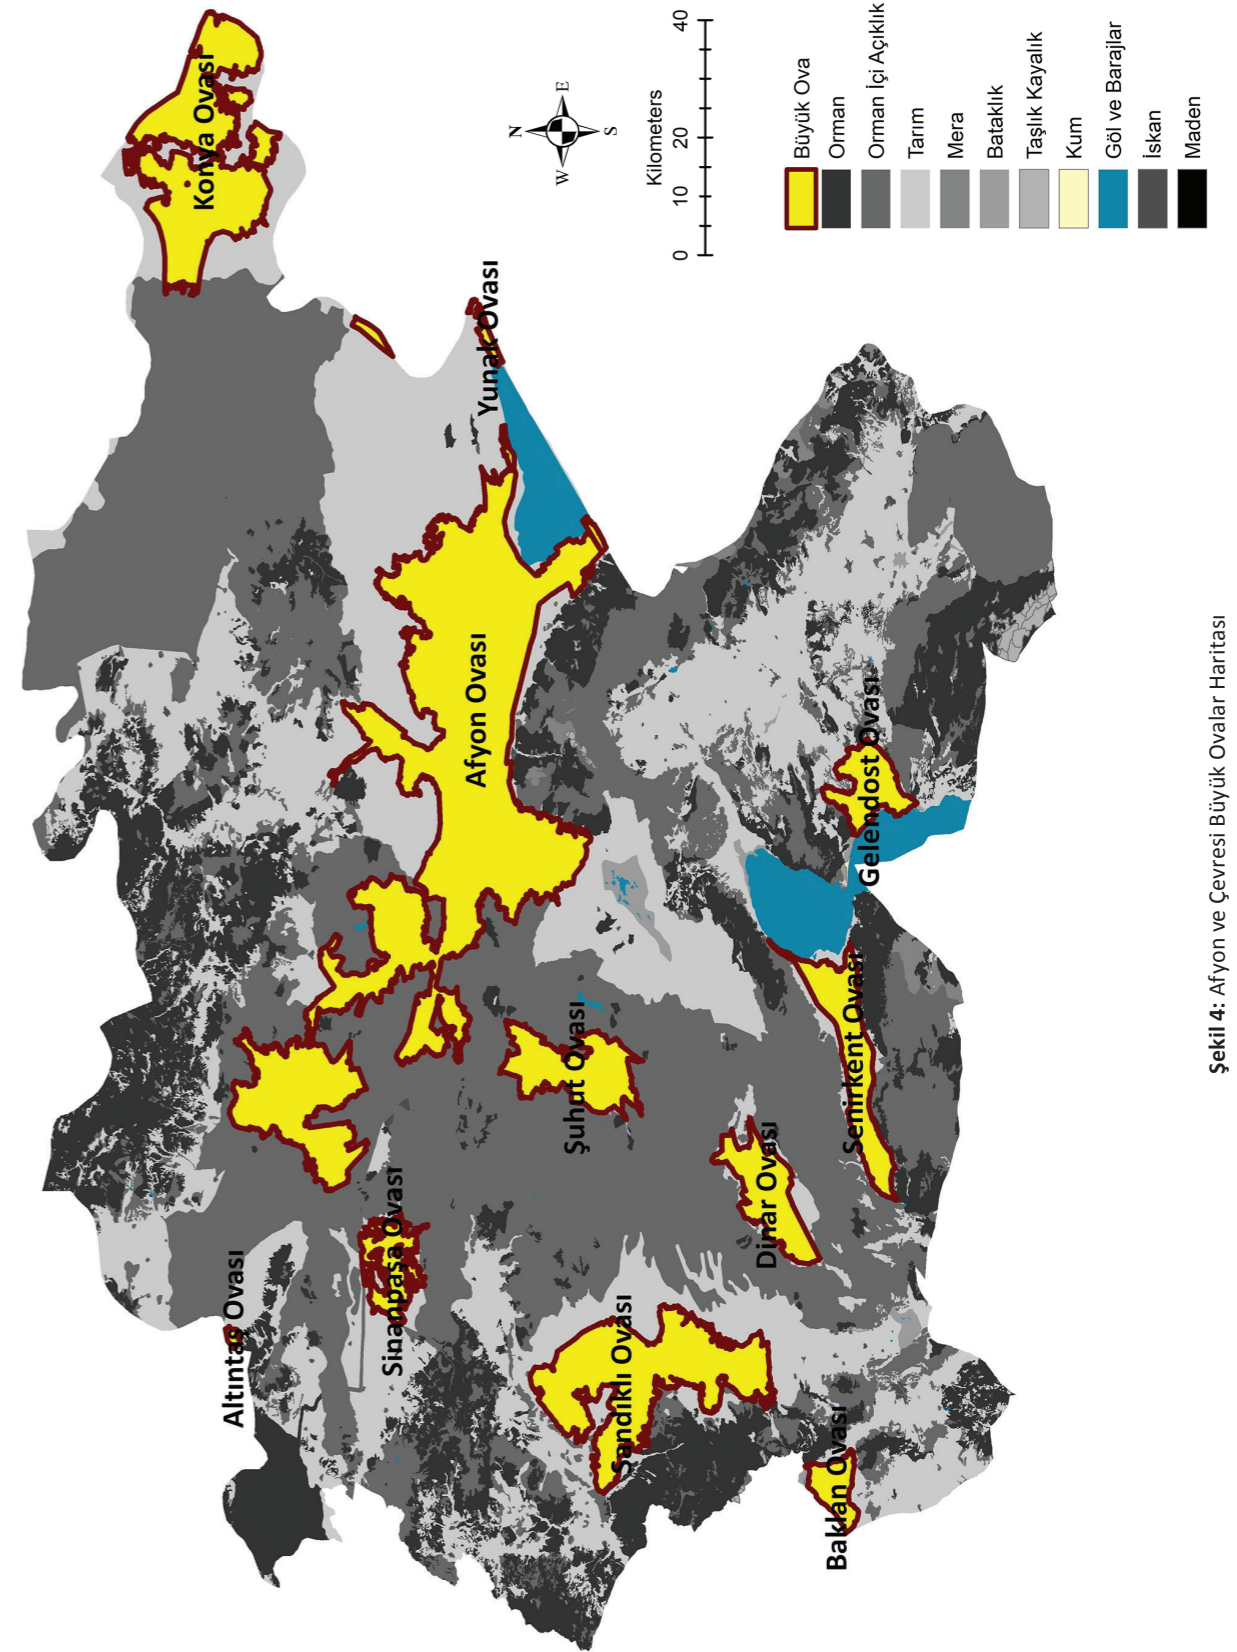 Konya Ovası
Yunak Ovası
Afyon Ovası
Gelendost Ovası
Şuhut Ovası
Senirkent Ovası
Dinar Ovası
Altıntaş Ovası
Sinanpaşa Ovası
Sandıklı Ovası
Baklan Ovası
N
W E
S
Kilometers
0 10 20 40
Büyük Ova
Orman
Orman İçi Açıklık
Tarım
Mera
Bataklık
Taşlık Kayalık
Kum
Göl ve Barajlar
İskan
Maden
Şekil 4: Afyon ve Çevresi Büyük Ovalar Haritası